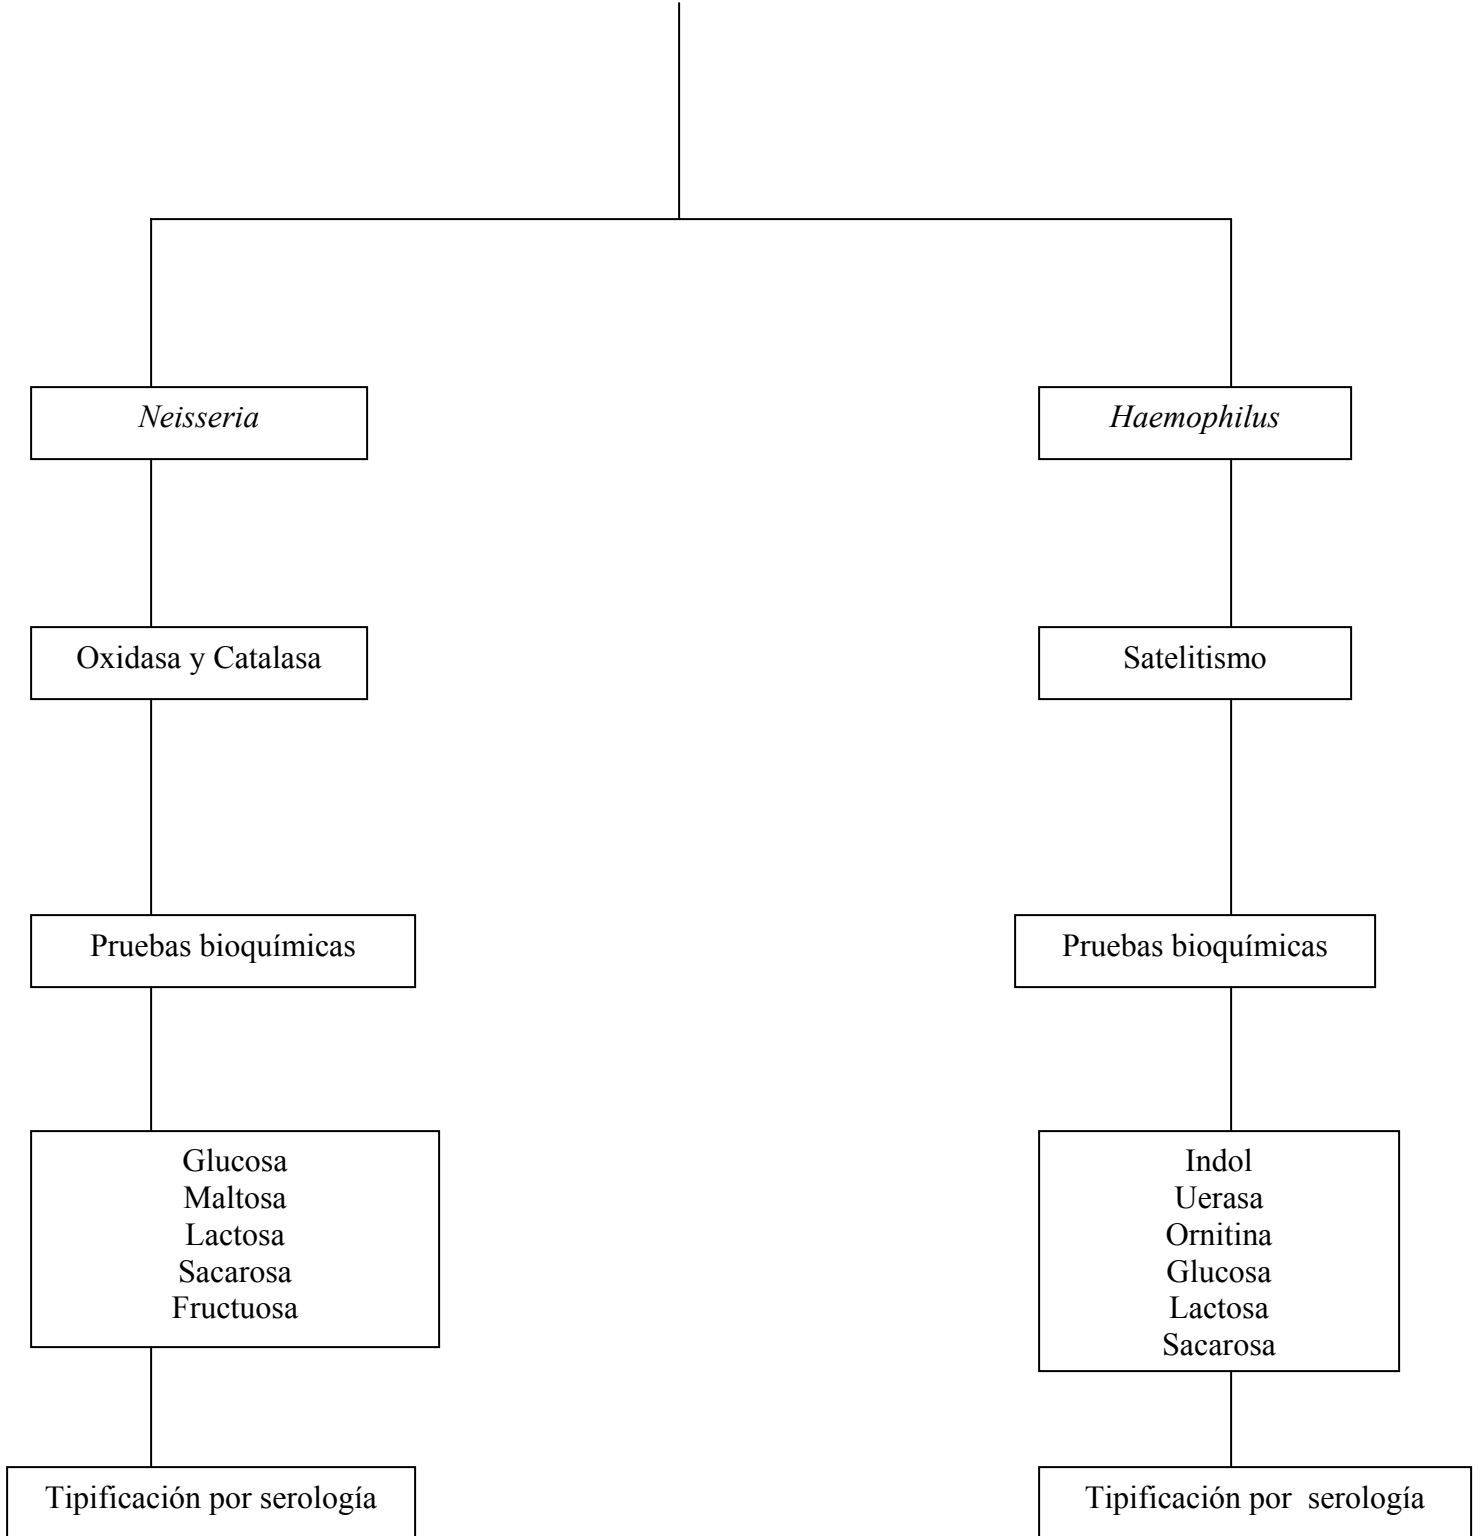 Neisseria
Haemophilus
Oxidasa y Catalasa
Satelitismo
Pruebas bioquímicas
Pruebas bioquímicas
Glucosa
Maltosa
Lactosa
Sacarosa
Fructuosa
Indol
Uerasa
Ornitina
Glucosa
Lactosa
Sacarosa
Tipificación por serología
Tipificación por  serología